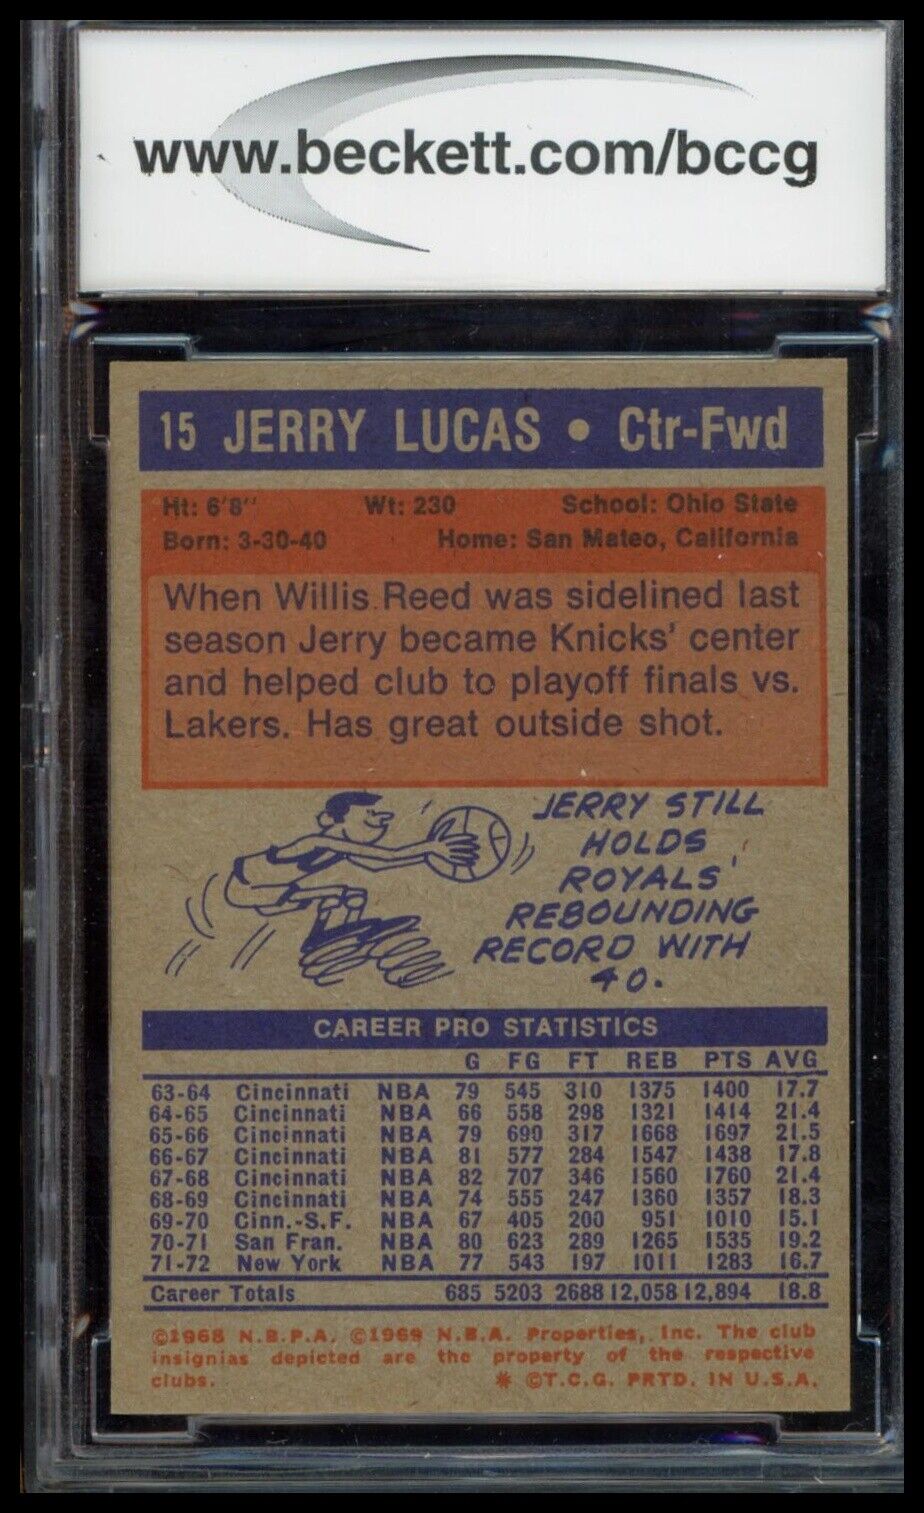 www.beckett.com/bccg
15 JERRY LUCAS • Ctr-Fwd
Ht: 6'8" Wt: 230 School: Ohio State
Born: 3-30-40 Home: San Mateo, California
When Willis Reed was sidelined last
season Jerry became Knicks' center
and helped club to playoff finals vs.
Lakers. Has great outside shot.
JERRY STILL
HOLDS
ROYALS'
REBOUNDING
RECORD WITH
40.
CAREER PRO STATISTICS
G FG FT REB PTS AVG
63-64 Cincinnati NBA 79 545 310 1375 1400 17.7
64-65 Cincinnati NBA 66 558 298 1321 1414 21.4
65-66 Cincinnati NBA 79 690 317 1668 1697 21.5
66-67 Cincinnati NBA 81 577 284 1547 1438 17.8
67-68 Cincinnati NBA 82 707 346 1560 1760 21.4
68-69 Cincinnati NBA 74 555 247 1360 1357 18.3
69-70 Cinn.-S.F. NBA 67 405 200 951 1010 15.1
70-71 San Fran. NBA 80 623 289 1265 1535 19.2
71-72 New York NBA 77 543 197 1011 1283 16.7
Career Totals 685 5203 2688 12,058 12,894 18.8
©1968 N.B.P.A. ©1969 N.B.A. Properties, Inc. The club
insignias depicted are the property of the respective
clubs. * ©T.C.G. PRTD. IN U.S.A.